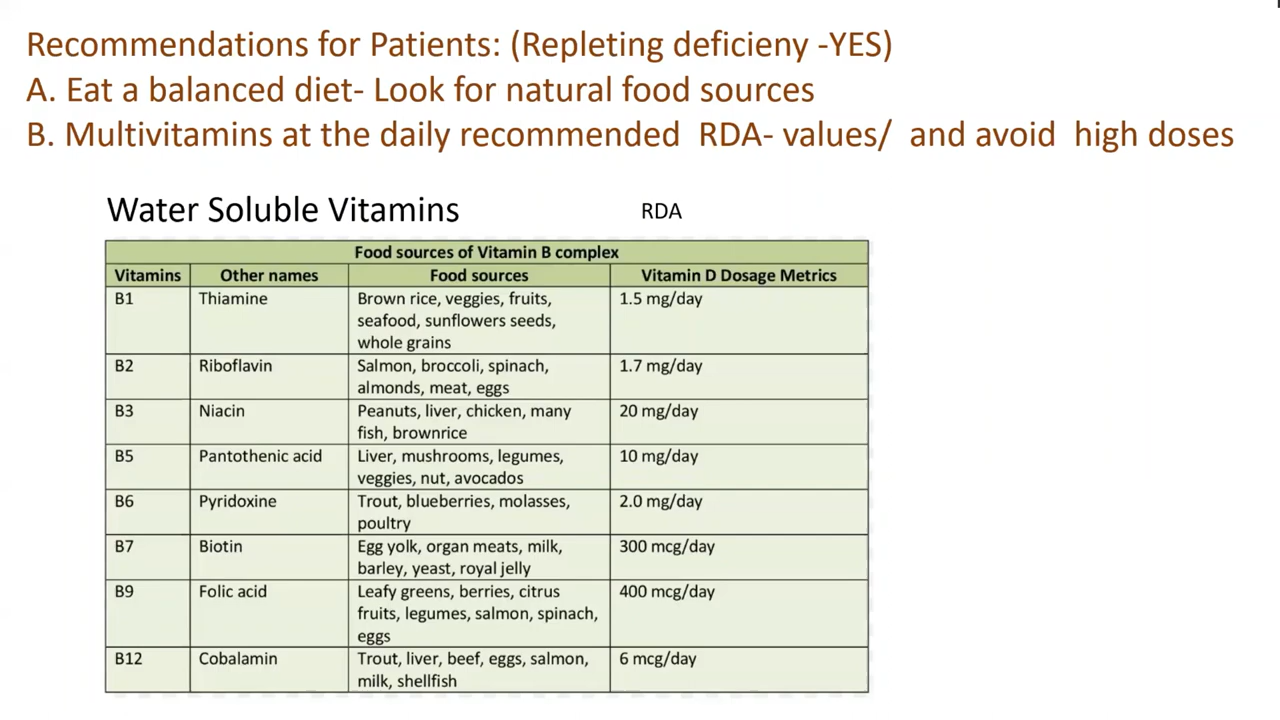 Recommendations for Patients: (Repleting deficieny -YES)
A. Eat a balanced diet- Look for natural food sources
B. Multivitamins at the daily recommended  RDA- values/  and avoid  high doses
Water Soluble Vitamins
RDA
Food sources of Vitamin B complex
Vitamins Other names Food sources Vitamin D Dosage Metrics
B1 Thiamine Brown rice, veggies, fruits, 1.5 mg/day
seafood, sunflowers seeds,
whole grains
B2 Riboflavin Salmon, broccoli, spinach, 1.7 mg/day
almonds, meat, eggs
B3 Niacin Peanuts, liver, chicken, many 20 mg/day
fish, brownrice
B5 Pantothenic acid Liver, mushrooms, legumes, 10 mg/day
veggies, nut, avocados
B6 Pyridoxine Trout, blueberries, molasses, 2.0 mg/day
poultry
B7 Biotin Egg yolk, organ meats, milk, 300 mcg/day
barley, yeast, royal jelly
B9 Folic acid Leafy greens, berries, citrus 400 mcg/day
fruits, legumes, salmon, spinach,
eggs
B12 Cobalamin Trout, liver, beef, eggs, salmon, 6 mcg/day
milk, shellfish